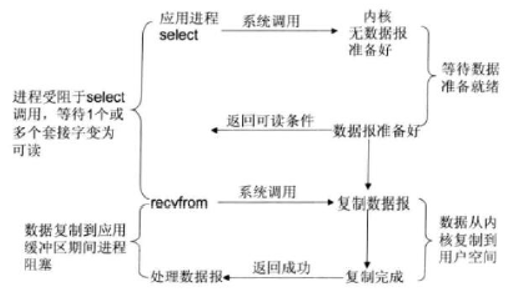 应用进程
select
系统调用
内核
无数据报
准备好
等待数据
准备就绪
进程受阻于select
调用，等待1个或
多个套接字变为
可读
返回可读条件
数据报准备好
recvfrom
系统调用
复制数据报
数据复制到应用
缓冲区期间进程
阻塞
数据从内
核复制到
用户空间
处理数据报
返回成功
复制完成